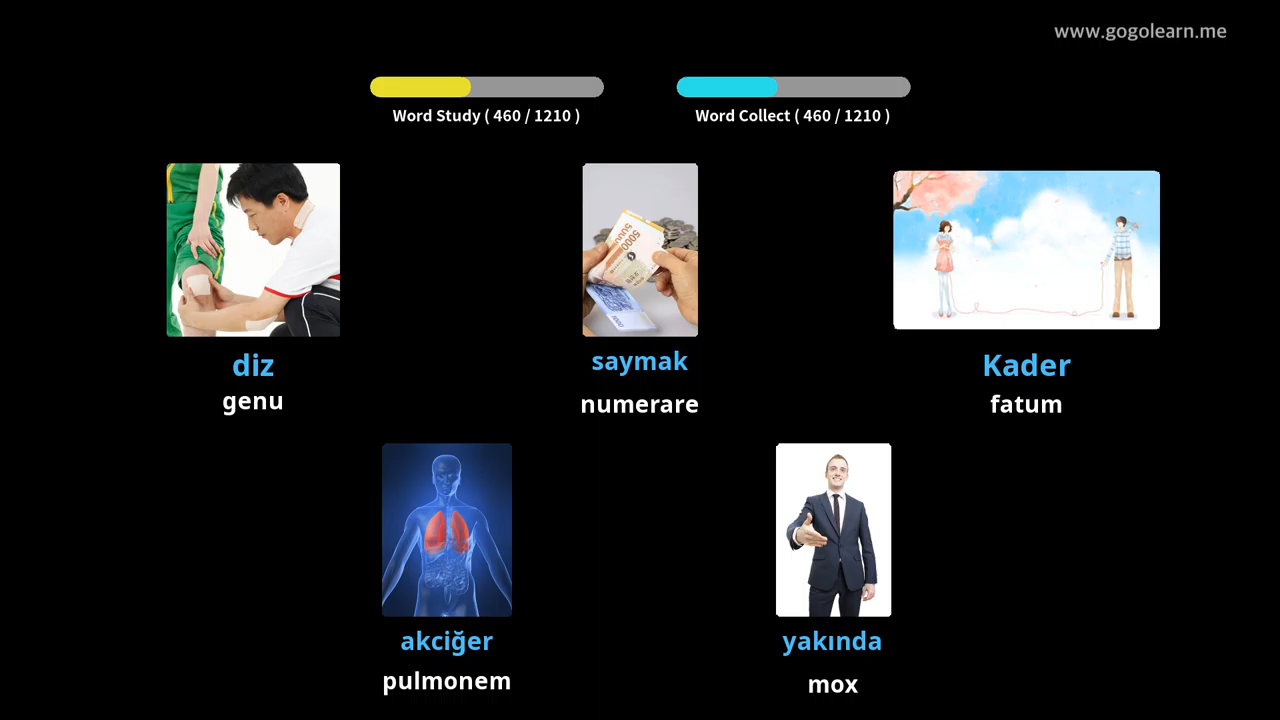 www.gogolearn.me
Word Study ( 460 / 1210 )
Word Collect ( 460 / 1210 )
5000
diz
genu
saymak
numerare
Kader
fatum
akciğer
pulmonem
yakında
mox